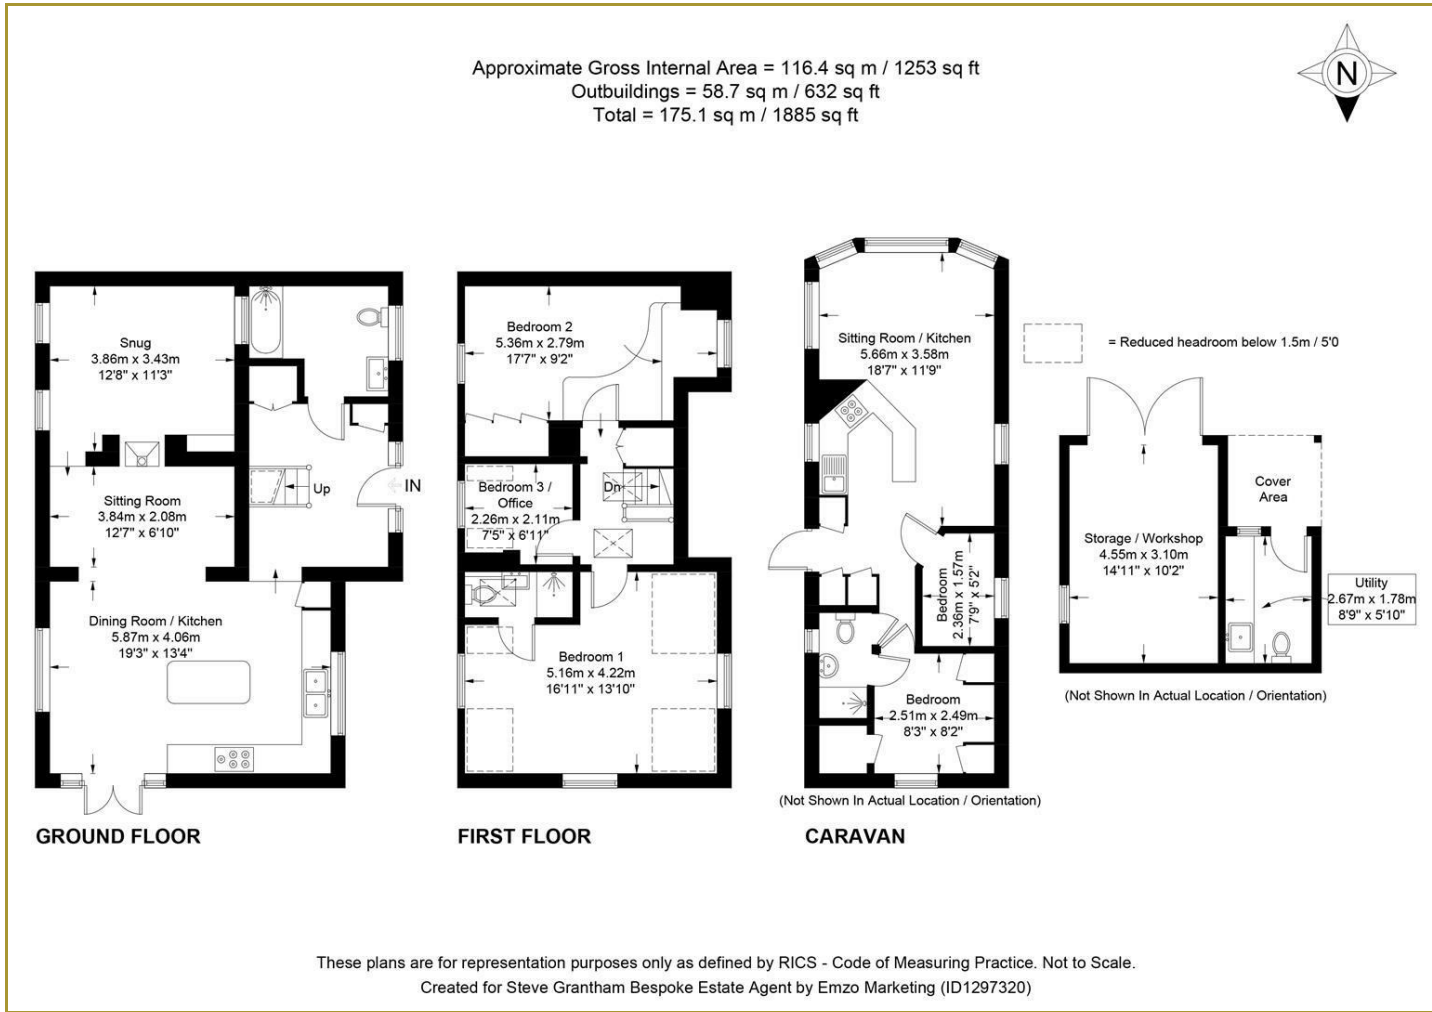 Approximate Gross Internal Area = 116.4 sq m / 1253 sq ft
Outbuildings = 58.7 sq m / 632 sq ft
Total = 175.1 sq m / 1885 sq ft
N
Snug
3.86m x 3.43m
12'8" x 11'3"
Up
IN
Sitting Room
3.84m x 2.08m
12'7" x 6'10"
Dining Room / Kitchen
5.87m x 4.06m
19'3" x 13'4"
GROUND FLOOR
Bedroom 2
5.36m x 2.79m
17'7" x 9'2"
Bedroom 3 /
Office
2.26m x 2.11m
7'5" x 6'11"
Dn
Bedroom 1
5.16m x 4.22m
16'11" x 13'10"
FIRST FLOOR
Sitting Room / Kitchen
5.66m x 3.58m
18'7" x 11'9"
Bedroom
2.36m x 1.57m
7'9" x 5'2"
Bedroom
2.51m x 2.49m
8'3" x 8'2"
(Not Shown In Actual Location / Orientation)
CARAVAN
= Reduced headroom below 1.5m / 5'0
Cover
Area
Storage / Workshop
4.55m x 3.10m
14'11" x 10'2"
Utility
2.67m x 1.78m
8'9" x 5'10"
(Not Shown In Actual Location / Orientation)
These plans are for representation purposes only as defined by RICS - Code of Measuring Practice. Not to Scale.
Created for Steve Grantham Bespoke Estate Agent by Emzo Marketing (ID1297320)